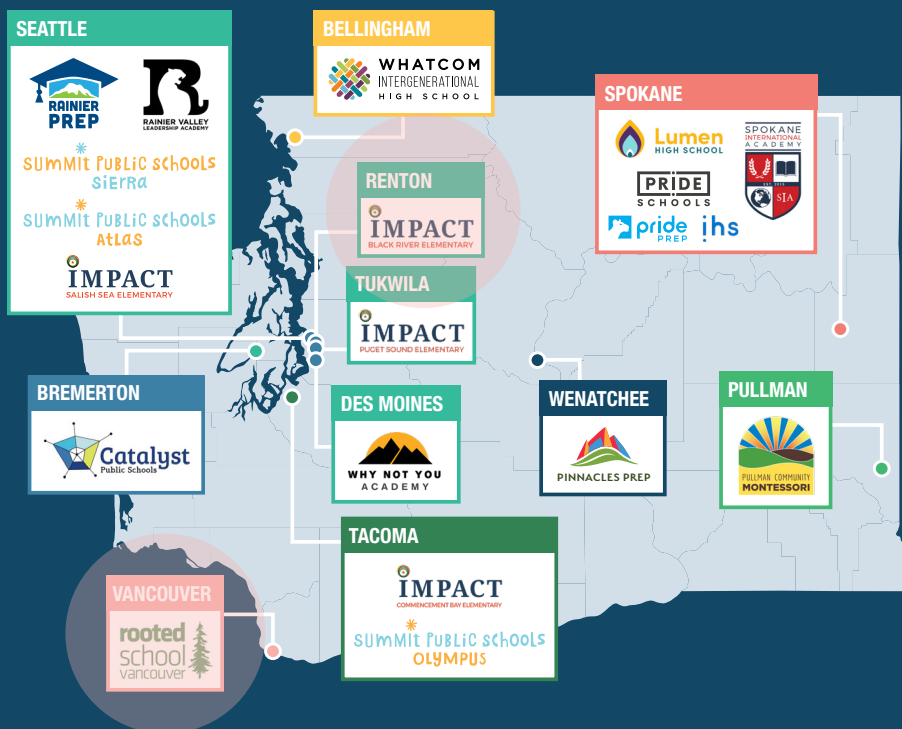 SEATTLE
RAINIER
PREP
R
RAINIER VALLEY
LEADERSHIP ACADEMY
SUMMIT PUBLIC SCHOOLS
SIERRA
SUMMIT PUBLIC SCHOOLS
ATLAS
IMPACT
SALISH SEA ELEMENTARY
BELLINGHAM
WHATCOM
INTERGENERATIONAL
HIGH SCHOOL
SPOKANE
Lumen
HIGH SCHOOL
SPOKANE
INTERNATIONAL
ACADEMY
EST 2015
SIA
PRIDE
SCHOOLS
pride
PREP
ihs
RENTON
IMPACT
BLACK RIVER ELEMENTARY
TUKWILA
IMPACT
PUGET SOUND ELEMENTARY
BREMERTON
Catalyst
Public Schools
DES MOINES
WHY NOT YOU
ACADEMY
WENATCHEE
PINNACLES PREP
PULLMAN
PULLMAN COMMUNITY
MONTESSORI
TACOMA
IMPACT
COMMENCEMENT BAY ELEMENTARY
SUMMIT PUBLIC SCHOOLS
OLYMPUS
VANCOUVER
rooted
school
vancouver